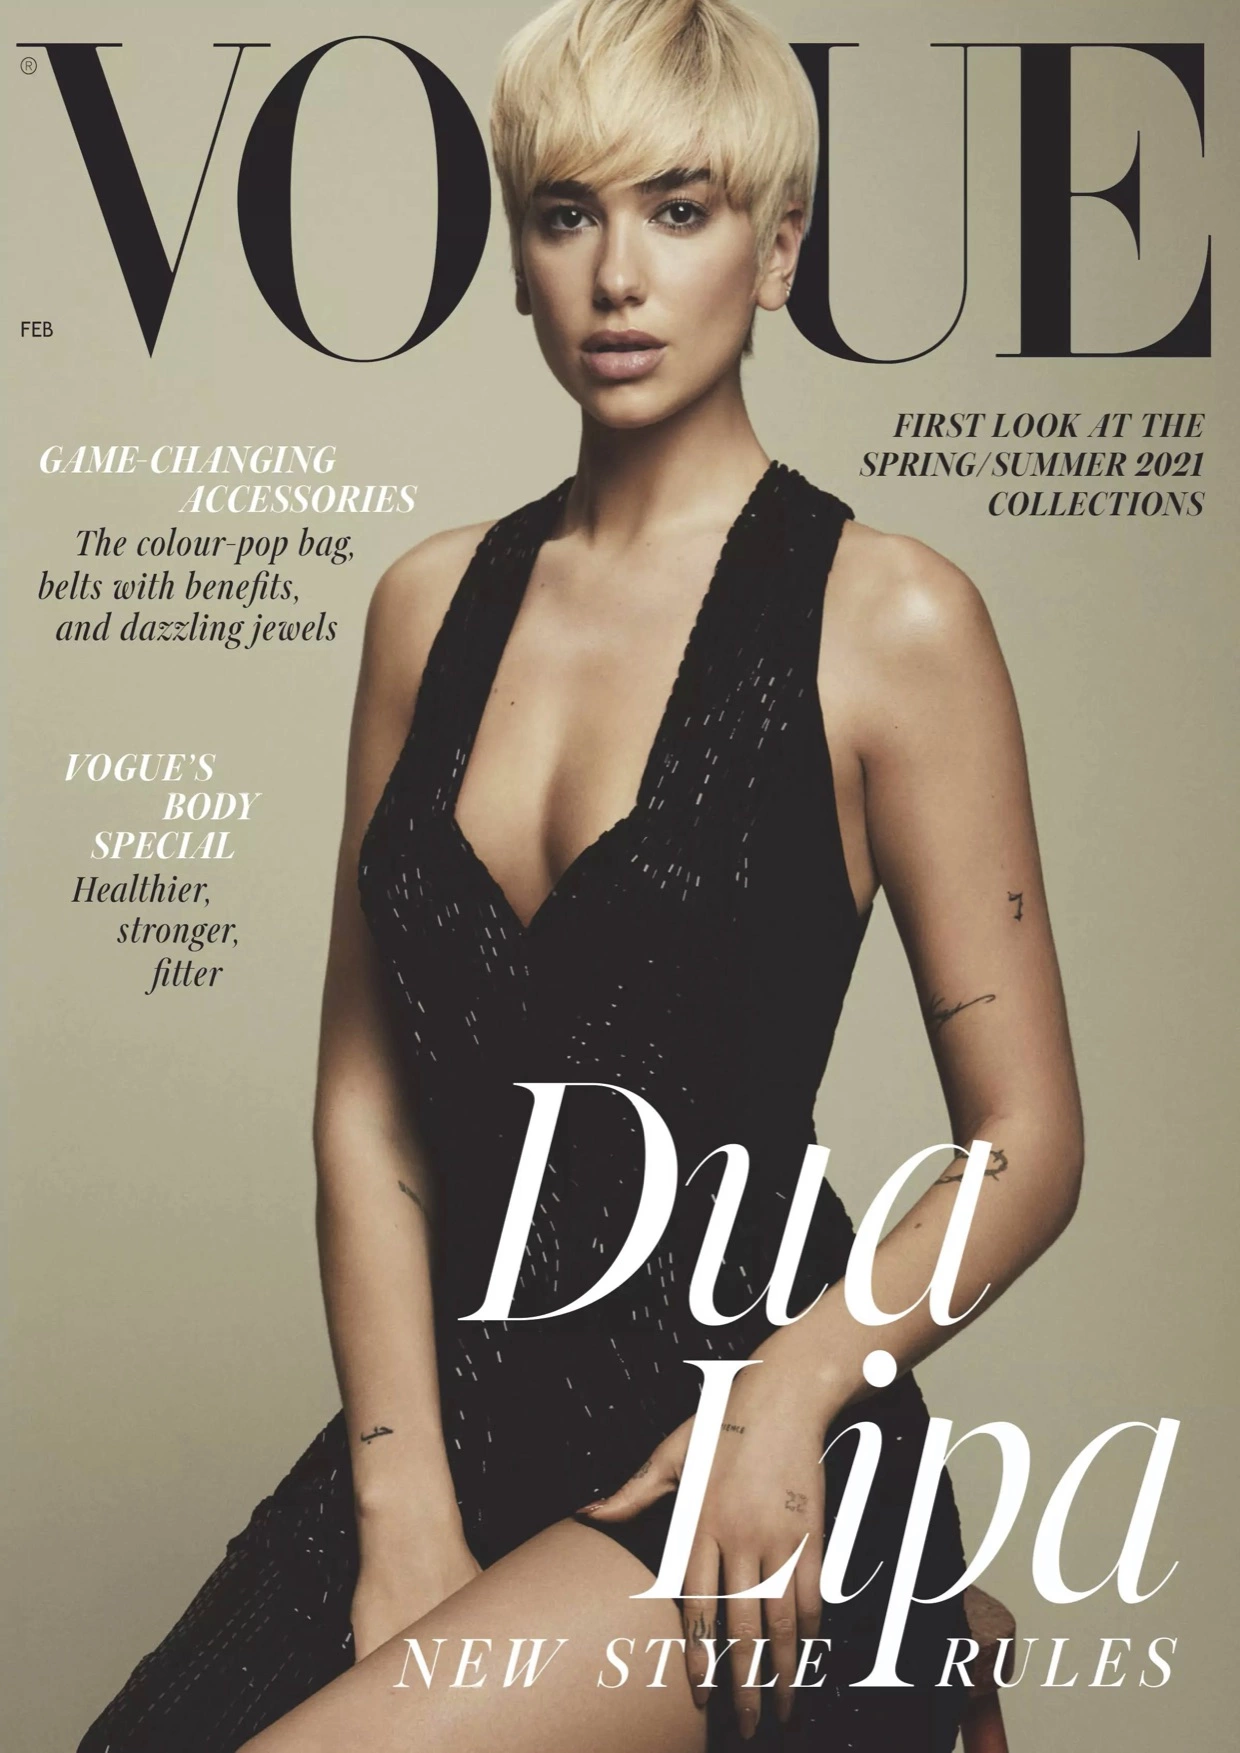 VOGUE
®
FEB
FIRST LOOK AT THE
SPRING/SUMMER 2021
COLLECTIONS
GAME-CHANGING
ACCESSORIES
The colour-pop bag,
belts with benefits,
and dazzling jewels
VOGUE'S
BODY
SPECIAL
Healthier,
stronger,
fitter
Dua
Lipa
NEW STYLE RULES